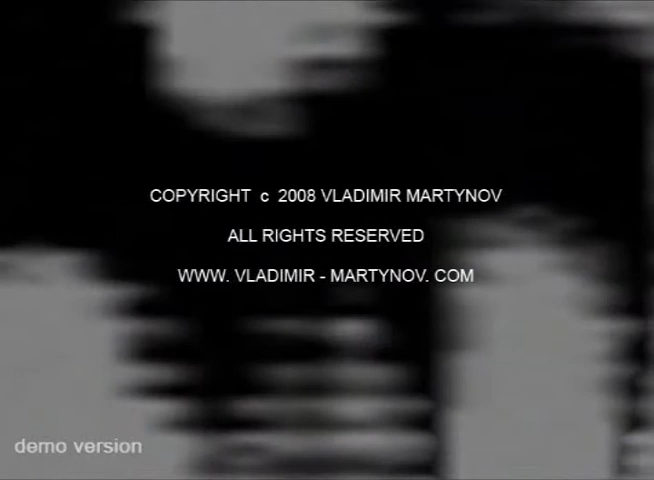 COPYRIGHT c 2008 VLADIMIR MARTYNOV
ALL RIGHTS RESERVED
WWW. VLADIMIR - MARTYNOV. COM
demo version